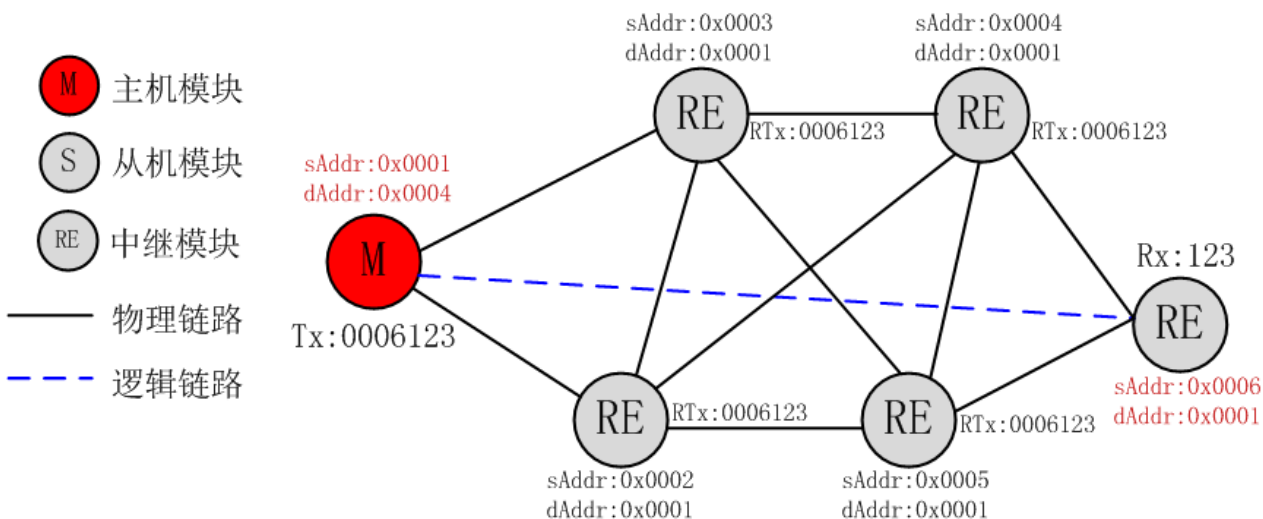 M 主机模块
S 从机模块
RE 中继模块
物理链路
逻辑链路
sAddr:0x0001
dAddr:0x0004
M
Tx:0006123
sAddr:0x0003
dAddr:0x0001
RE
RTx:0006123
sAddr:0x0004
dAddr:0x0001
RE
RTx:0006123
RE
RTx:0006123
sAddr:0x0002
dAddr:0x0001
RE
RTx:0006123
sAddr:0x0005
dAddr:0x0001
Rx:123
RE
sAddr:0x0006
dAddr:0x0001